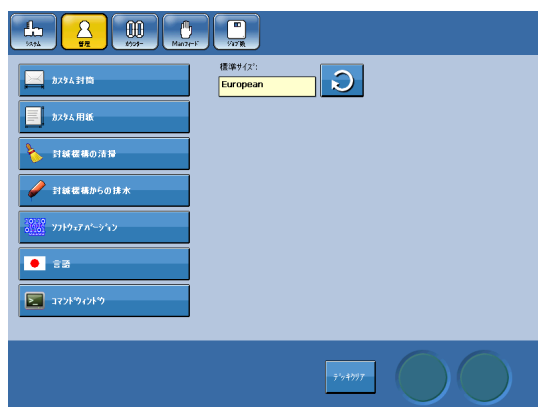 システム
管理
カウンター
Manフィード
ジョブ数
カスタム封筒
カスタム用紙
封緘機構の清掃
封緘機構からの排水
ソフトウェアバージョン
言語
コマンドウィンドウ
標準サイズ:
European
デッキクリア